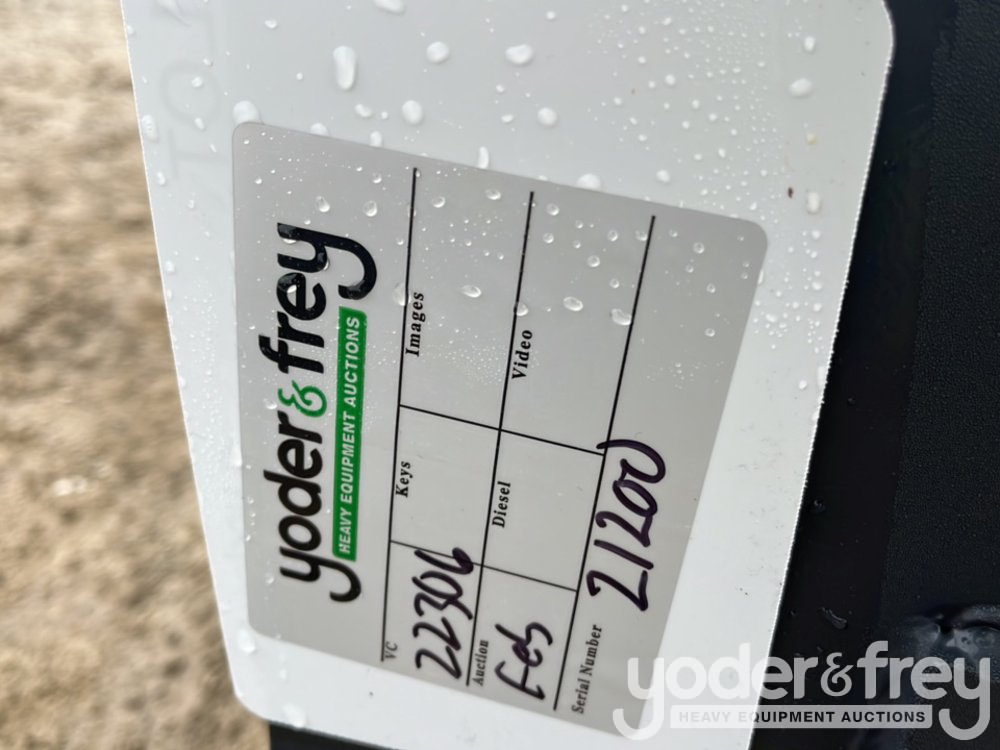 yoder & frey
HEAVY EQUIPMENT AUCTIONS
VC Keys Images
22306
Auction Diesel Video
Feb
Serial Number
21200
yoder & frey
HEAVY EQUIPMENT AUCTIONS